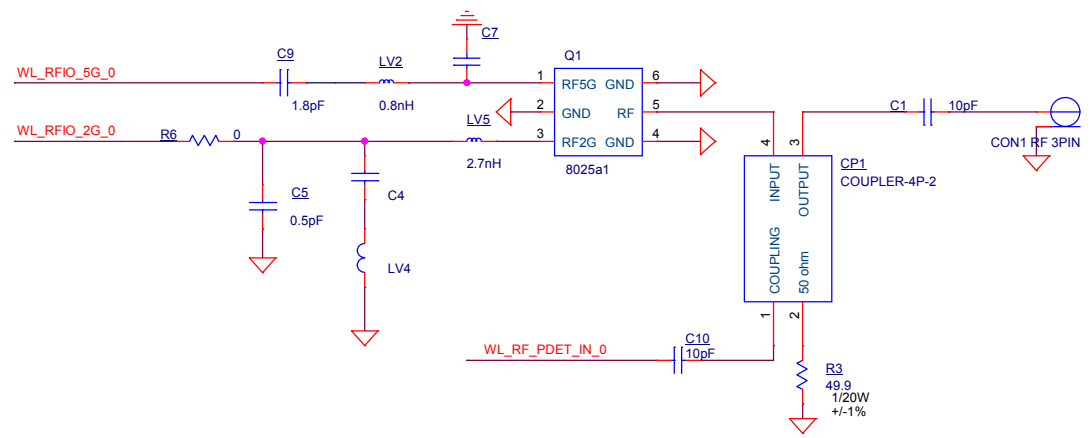 C7
Q1
C9
LV2
WL_RFIO_5G_0
1.8pF
0.8nH
1 RF5G GND 6
2 GND RF 5
3 RF2G GND 4
8025a1
WL_RFIO_2G_0
R6 0
LV5
2.7nH
C1 10pF
CON1 RF 3PIN
C5
0.5pF
C4
LV4
4 3
CP1
COUPLER-4P-2
INPUT OUTPUT
COUPLING 50 ohm
1 2
WL_RF_PDET_IN_0
C10
10pF
R3
49.9
1/20W
+/-1%